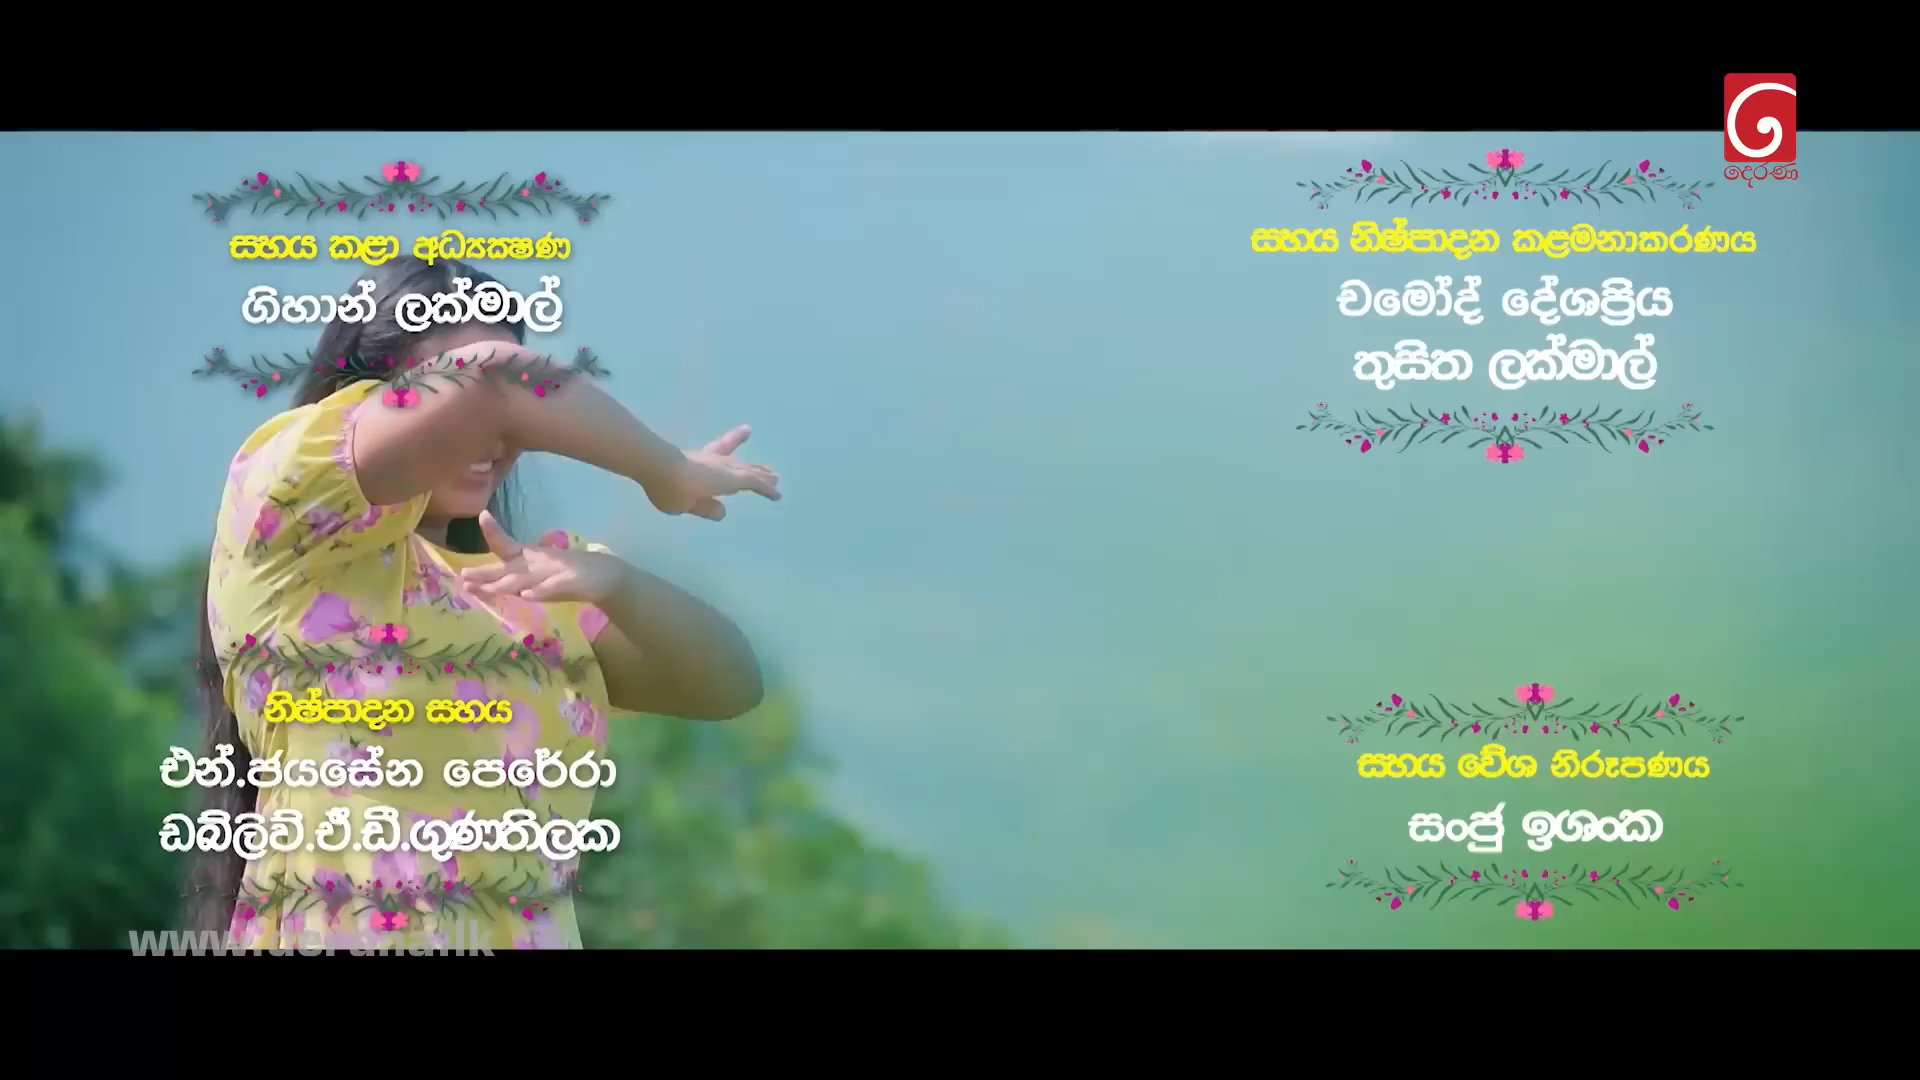 දෙරණ
සහය කළා අධ්‍යක්ෂණ
ගිහාන් ලක්මාල්
සහය නිෂ්පාදන කළමනාකරණය
චමෝද් දේශප්‍රිය
තුසිත ලක්මාල්
නිෂ්පාදන සහය
එන්.ජයසේන පෙරේරා
ඩබ්ලිව්.ඒ.ඩී.ගුණතිලක
සහය වේශ නිරූපණය
සංජු ඉශංක
www.derana.lk